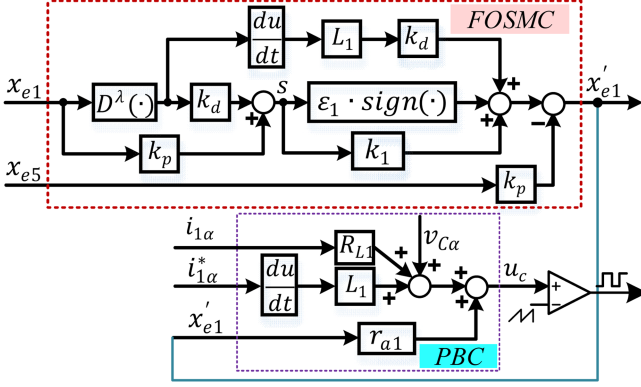 FOSMC
du/dt
L₁
k_d
x_e1
D^λ(·)
k_d
s
ε₁ · sign(·)
x'_e1
k_p
k₁
x_e5
k_p
i_1α
R_L1
v_Cα
i*_1α
du/dt
L₁
u_c
x'_e1
r_a1
PBC